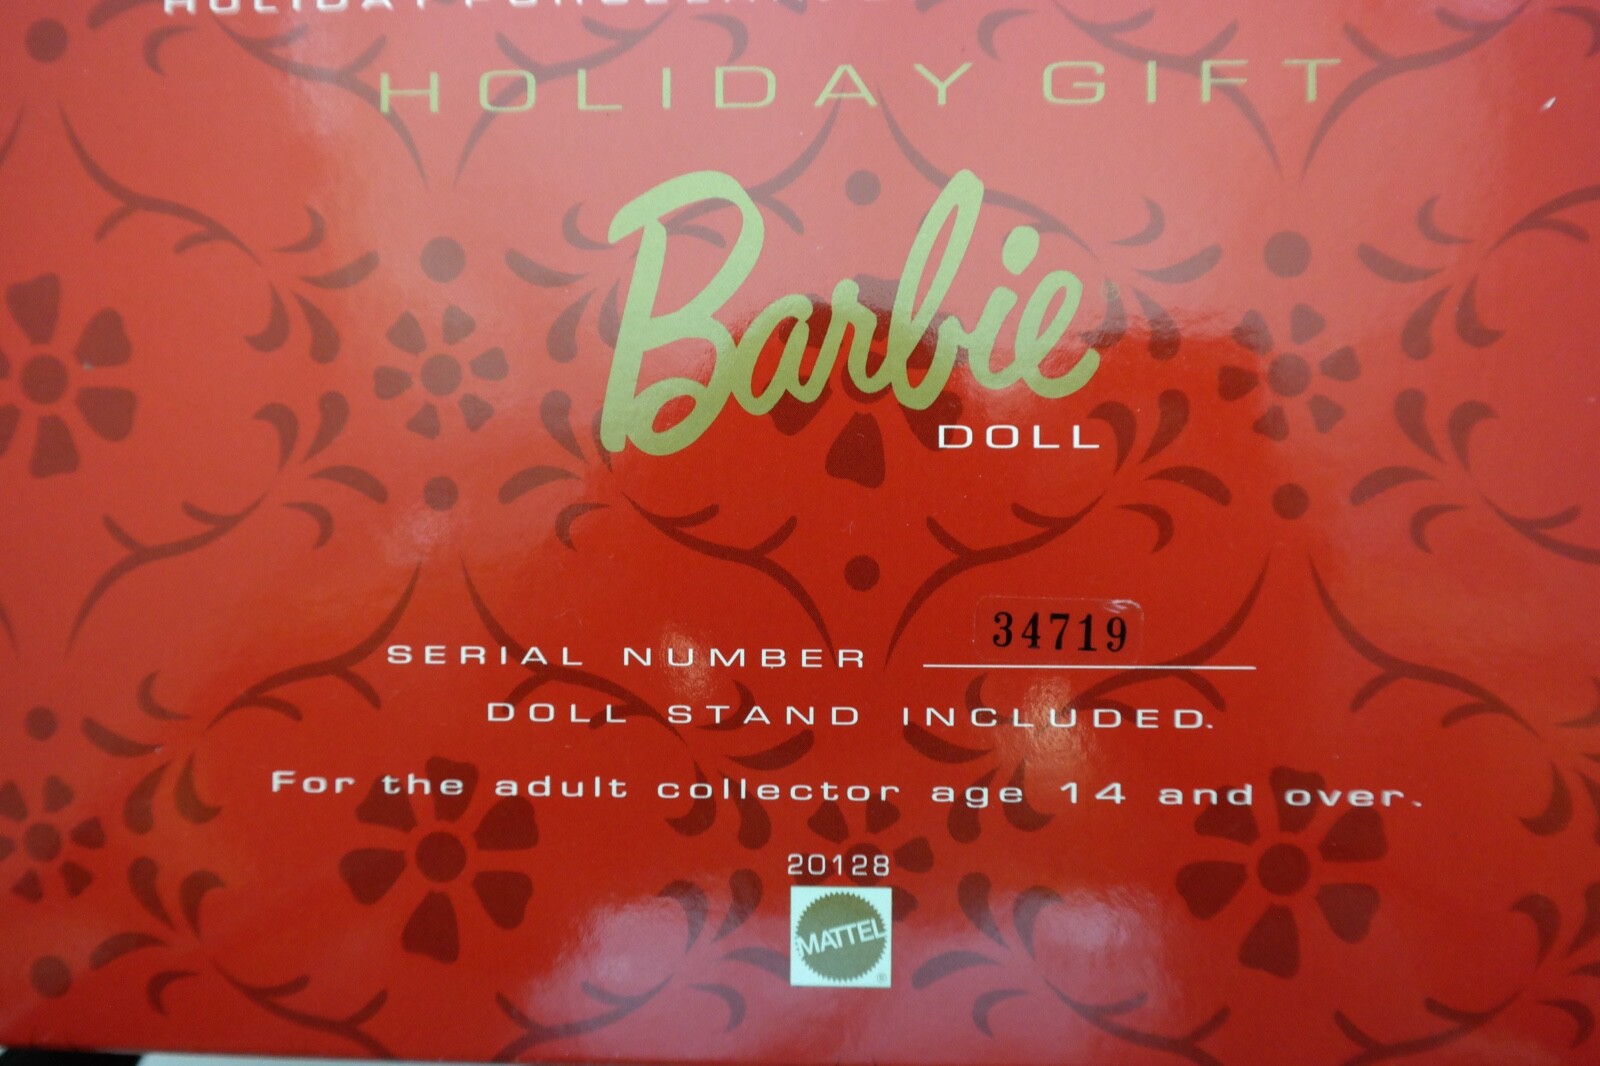 HOLIDAY
HOLIDAY GIFT
Barbie
DOLL
SERIAL NUMBER 34719
DOLL STAND INCLUDED.
For the adult collector age 14 and over.
20128
MATTEL
®